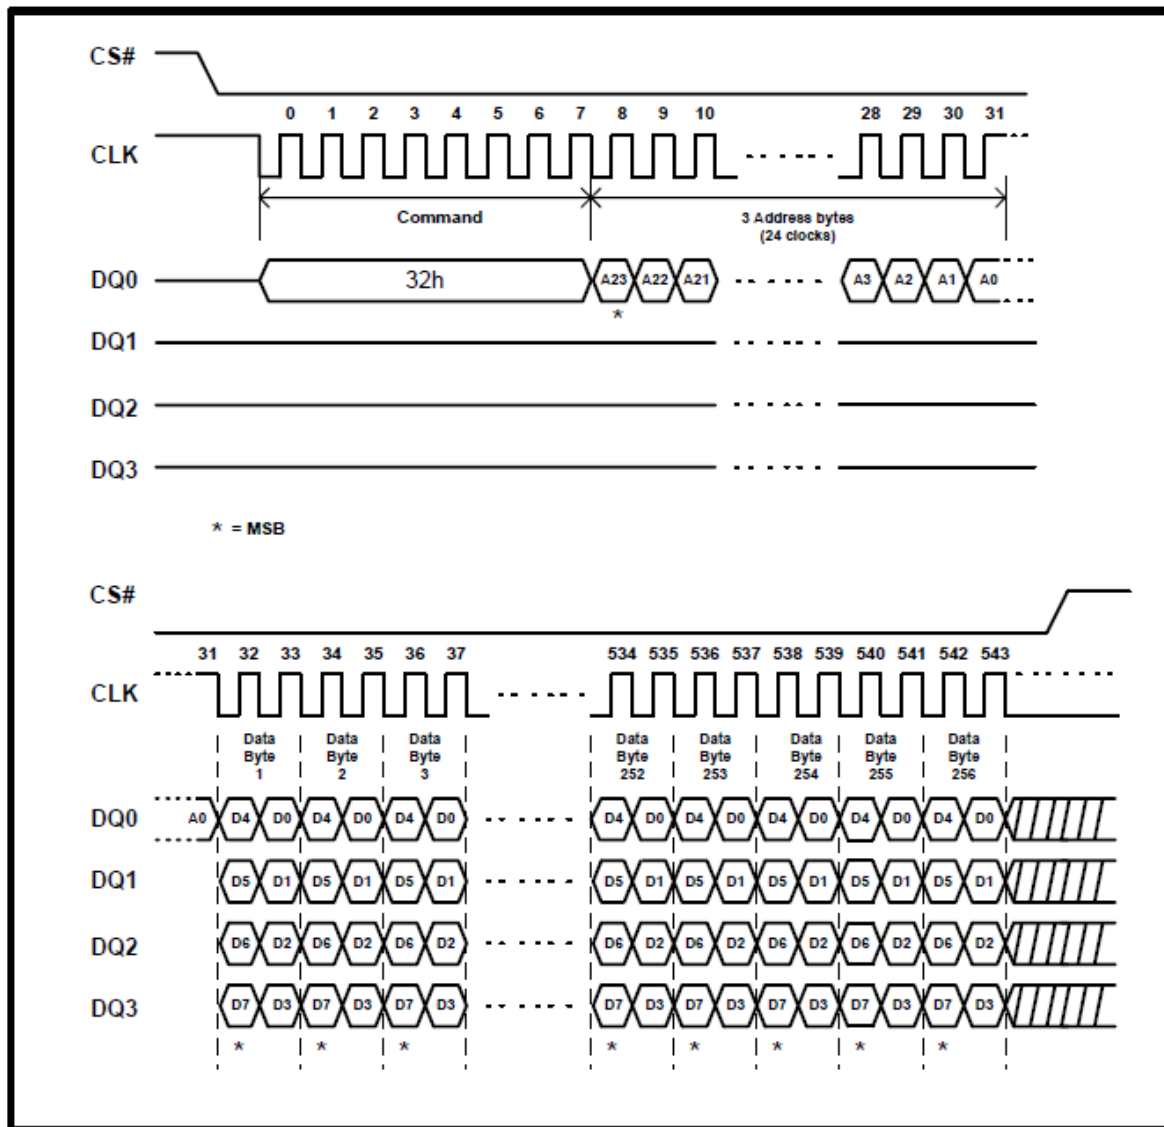 CS#
0 1 2 3 4 5 6 7 8 9 10 28 29 30 31
CLK
Command
3 Address bytes
(24 clocks)
DQ0 32h A23 A22 A21 A3 A2 A1 A0
*
DQ1
DQ2
DQ3
* = MSB
CS#
31 32 33 34 35 36 37 534 535 536 537 538 539 540 541 542 543
CLK
Data Data Data Data Data Data Data Data
Byte Byte Byte Byte Byte Byte Byte Byte
1 2 3 252 253 254 255 256
DQ0 A0 D4 D0 D4 D0 D4 D0 D4 D0 D4 D0 D4 D0 D4 D0 D4 D0
DQ1 D5 D1 D5 D1 D5 D1 D5 D1 D5 D1 D5 D1 D5 D1 D5 D1
DQ2 D6 D2 D6 D2 D6 D2 D6 D2 D6 D2 D6 D2 D6 D2 D6 D2
DQ3 D7 D3 D7 D3 D7 D3 D7 D3 D7 D3 D7 D3 D7 D3 D7 D3
* * * * * * * *